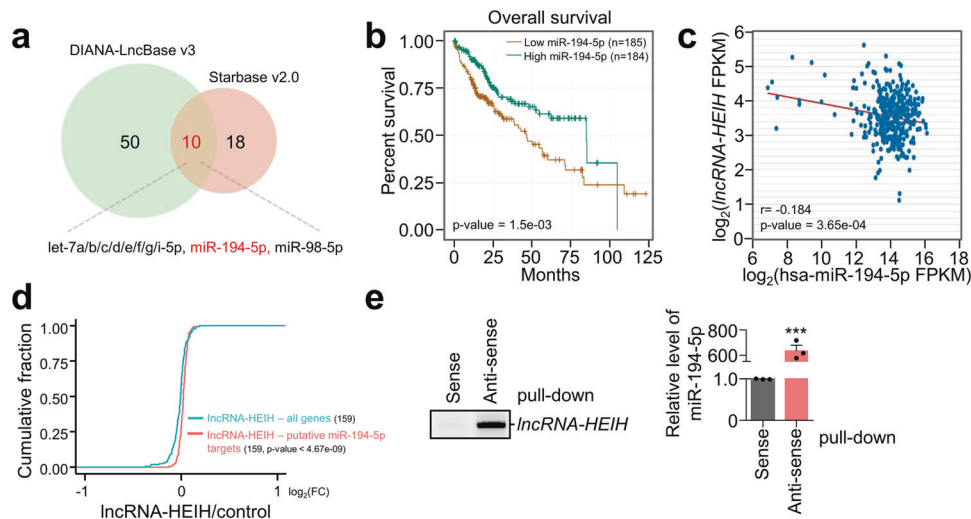 a
DIANA-LncBase v3
Starbase v2.0
50
10
18
let-7a/b/c/d/e/f/g/i-5p, miR-194-5p, miR-98-5p
b
Overall survival
Low miR-194-5p (n=185)
High miR-194-5p (n=184)
Percent survival
1.00
0.75
0.50
0.25
0.00
p-value = 1.5e-03
0 25 50 75 100 125
Months
c
log2(lncRNA-HEIH FPKM)
6
5
4
3
2
1
0
r= -0.184
p-value = 3.65e-04
6 8 10 12 14 16 18
log2(hsa-miR-194-5p FPKM)
d
Cumulative fraction
1.00
0.75
0.50
0.25
0.00
lncRNA-HEIH – all genes (159)
lncRNA-HEIH – putative miR-194-5p
targets (159, p-value < 4.67e-09)
-1 0 1
log2(FC)
lncRNA-HEIH/control
e
Sense
Anti-sense
pull-down
lncRNA-HEIH
Relative level of
miR-194-5p
800
600
1.0
0
***
Sense
Anti-sense
pull-down